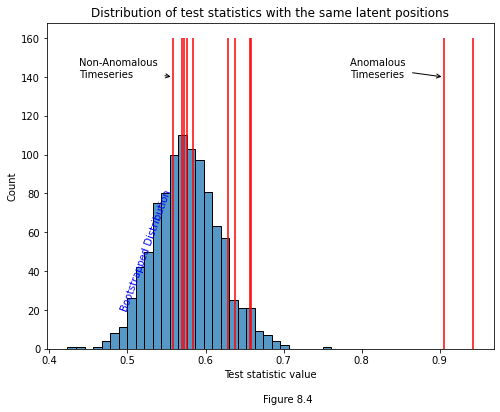 Distribution of test statistics with the same latent positions
160
140
120
100
80
60
40
20
0
Count
Non-Anomalous
Timeseries
Anomalous
Timeseries
Bootstrapped Distribution
0.4 0.5 0.6 0.7 0.8 0.9
Test statistic value
Figure 8.4